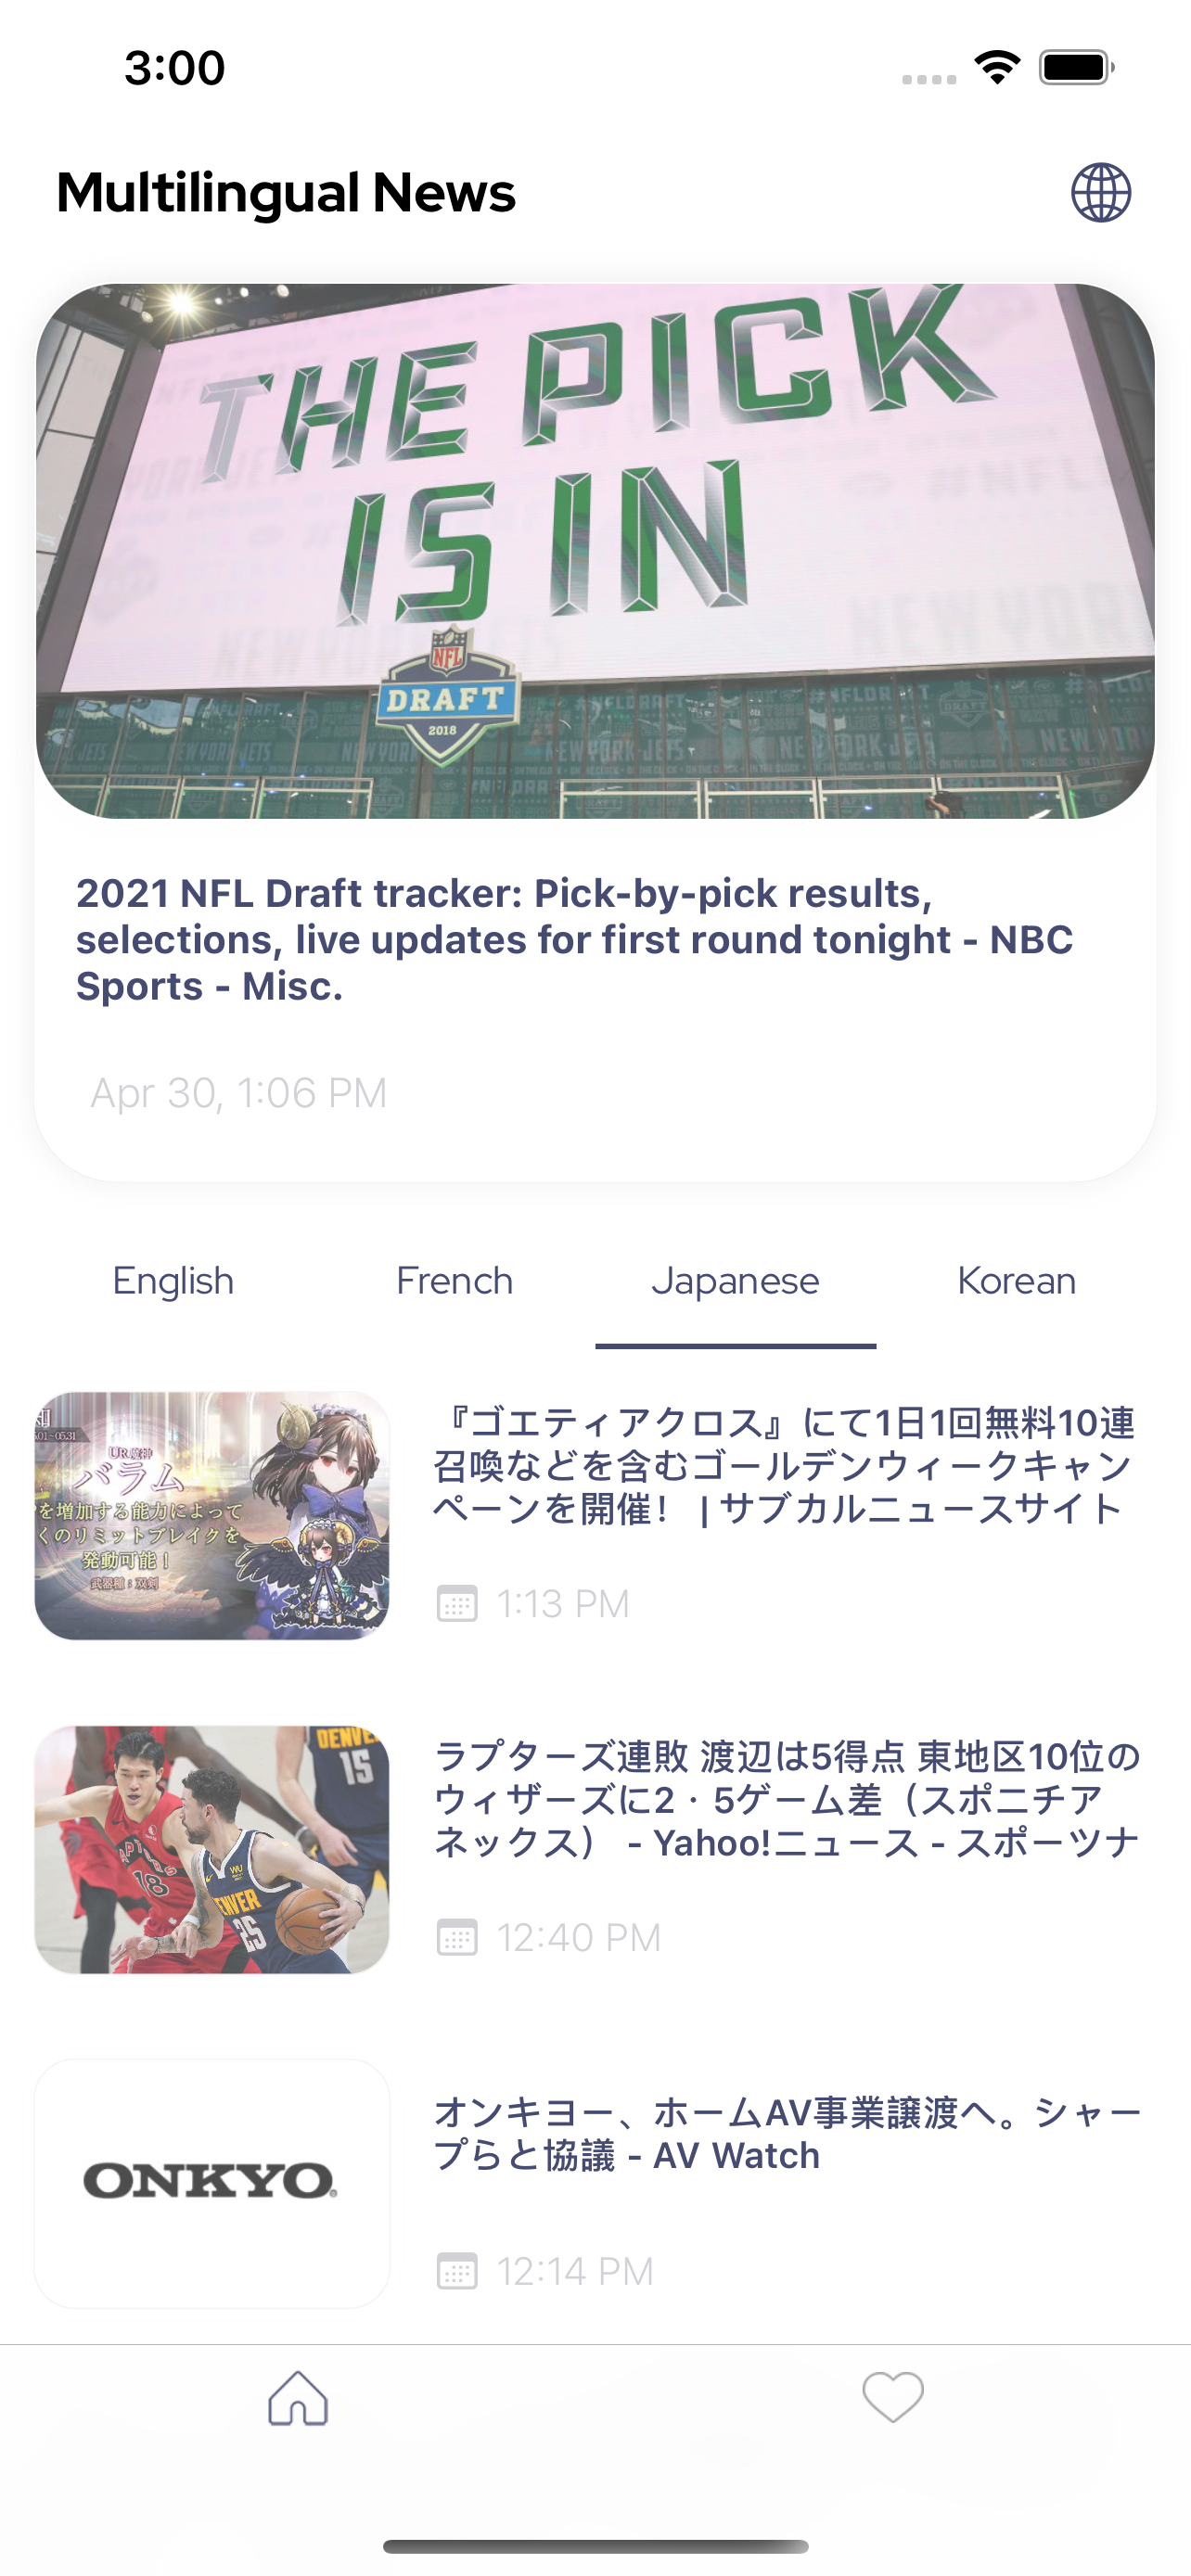 3:00
Multilingual News
THE PICK
IS IN
NFL
DRAFT
2018
2021 NFL Draft tracker: Pick-by-pick results,
selections, live updates for first round tonight - NBC
Sports - Misc.
Apr 30, 1:06 PM
English French Japanese Korean
UR
バラム
を増加する能力によって
くのリミットブレイクを
発動可能！
武器種：双剣
『ゴエティアクロス』にて1日1回無料10連
召喚などを含むゴールデンウィークキャン
ペーンを開催！ | サブカルニュースサイト
1:13 PM
DENVE
15
18
WU
DENVER
25
ラプターズ連敗 渡辺は5得点 東地区10位の
ウィザーズに2・5ゲーム差（スポニチア
ネックス） - Yahoo!ニュース - スポーツナ
12:40 PM
ONKYO®
オンキヨー、ホームAV事業譲渡へ。シャー
プらと協議 - AV Watch
12:14 PM